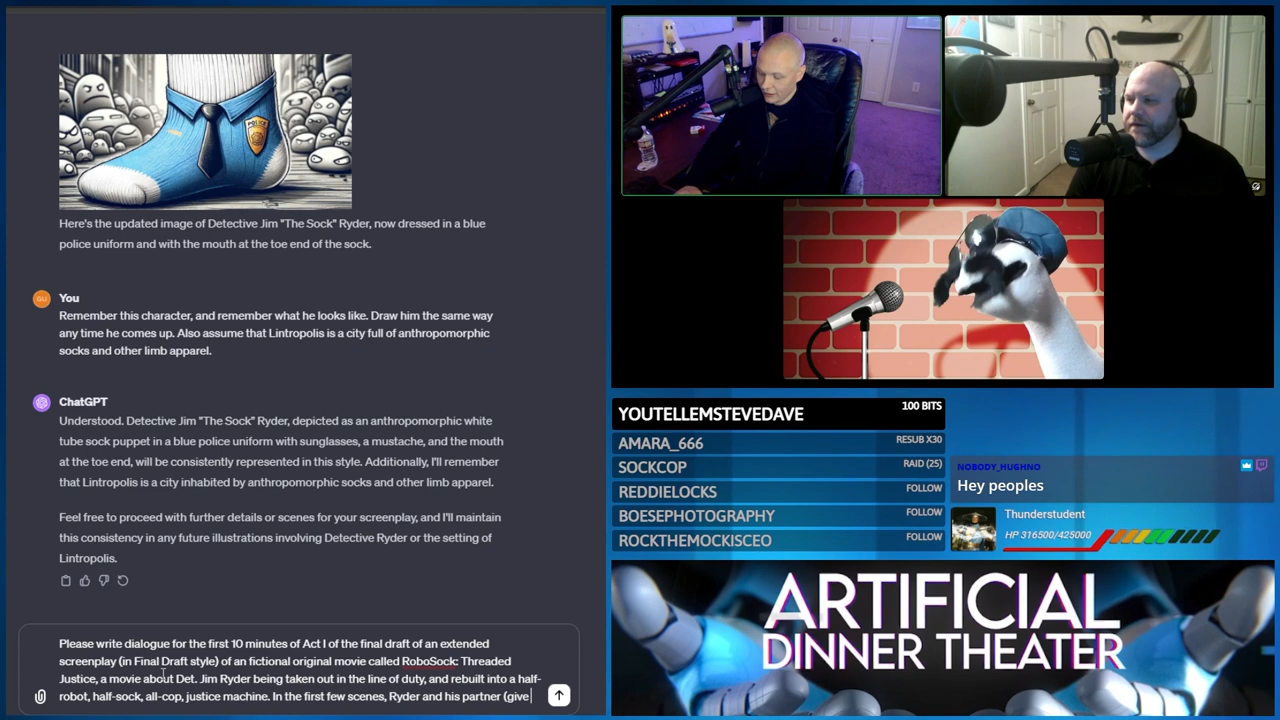 POLICE
Here's the updated image of Detective Jim "The Sock" Ryder, now dressed in a blue
police uniform and with the mouth at the toe end of the sock.
GU
You
Remember this character, and remember what he looks like. Draw him the same way
any time he comes up. Also assume that Lintropolis is a city full of anthropomorphic
socks and other limb apparel.
ChatGPT
Understood. Detective Jim "The Sock" Ryder, depicted as an anthropomorphic white
tube sock puppet in a blue police uniform with sunglasses, a mustache, and the mouth
at the toe end, will be consistently represented in this style. Additionally, I'll remember
that Lintropolis is a city inhabited by anthropomorphic socks and other limb apparel.
Feel free to proceed with further details or scenes for your screenplay, and I'll maintain
this consistency in any future illustrations involving Detective Ryder or the setting of
Lintropolis.
Please write dialogue for the first 10 minutes of Act I of the final draft of an extended
screenplay (in Final Draft style) of an fictional original movie called RoboSock: Threaded
Justice, a movie about Det. Jim Ryder being taken out in the line of duty, and rebuilt into a half-
robot, half-sock, all-cop, justice machine. In the first few scenes, Ryder and his partner (give
YOUTELLEMSTEVEDAVE 100 BITS
AMARA_666 RESUB X30
SOCKCOP RAID (25)
REDDIELOCKS FOLLOW
BOESEPHOTOGRAPHY FOLLOW
ROCKTHEMOCKISCEO FOLLOW
NOBODY_HUGHNO
Hey peoples
Thunderstudent
HP 316500/425000
ARTIFICIAL
DINNER THEATER